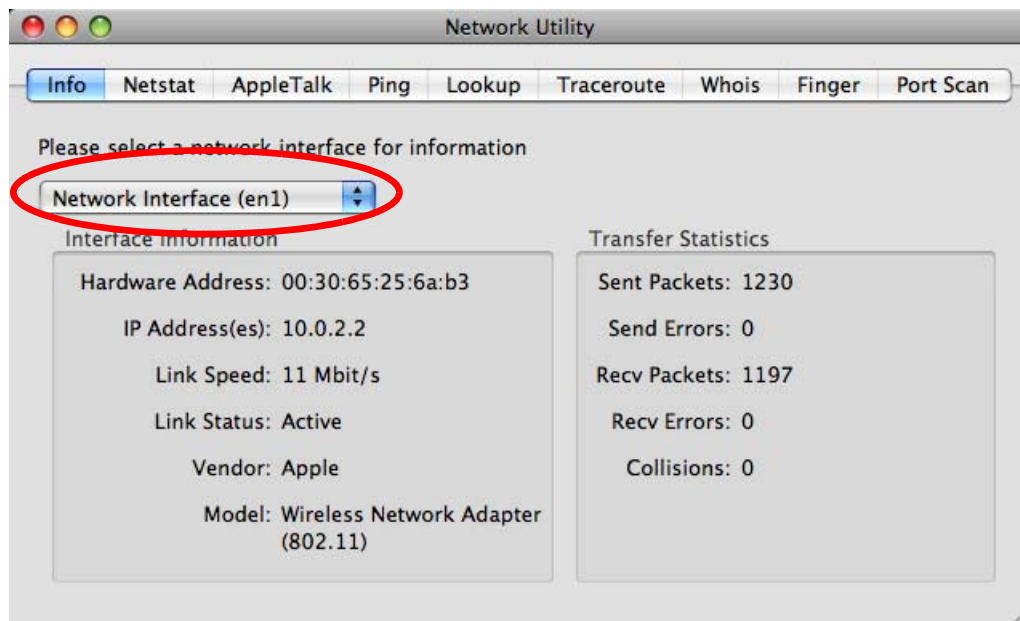 Network Utility
Info Netstat AppleTalk Ping Lookup Traceroute Whois Finger Port Scan
Please select a network interface for information
Network Interface (en1)
Interface Information
Hardware Address: 00:30:65:25:6a:b3
IP Address(es): 10.0.2.2
Link Speed: 11 Mbit/s
Link Status: Active
Vendor: Apple
Model: Wireless Network Adapter
(802.11)
Transfer Statistics
Sent Packets: 1230
Send Errors: 0
Recv Packets: 1197
Recv Errors: 0
Collisions: 0